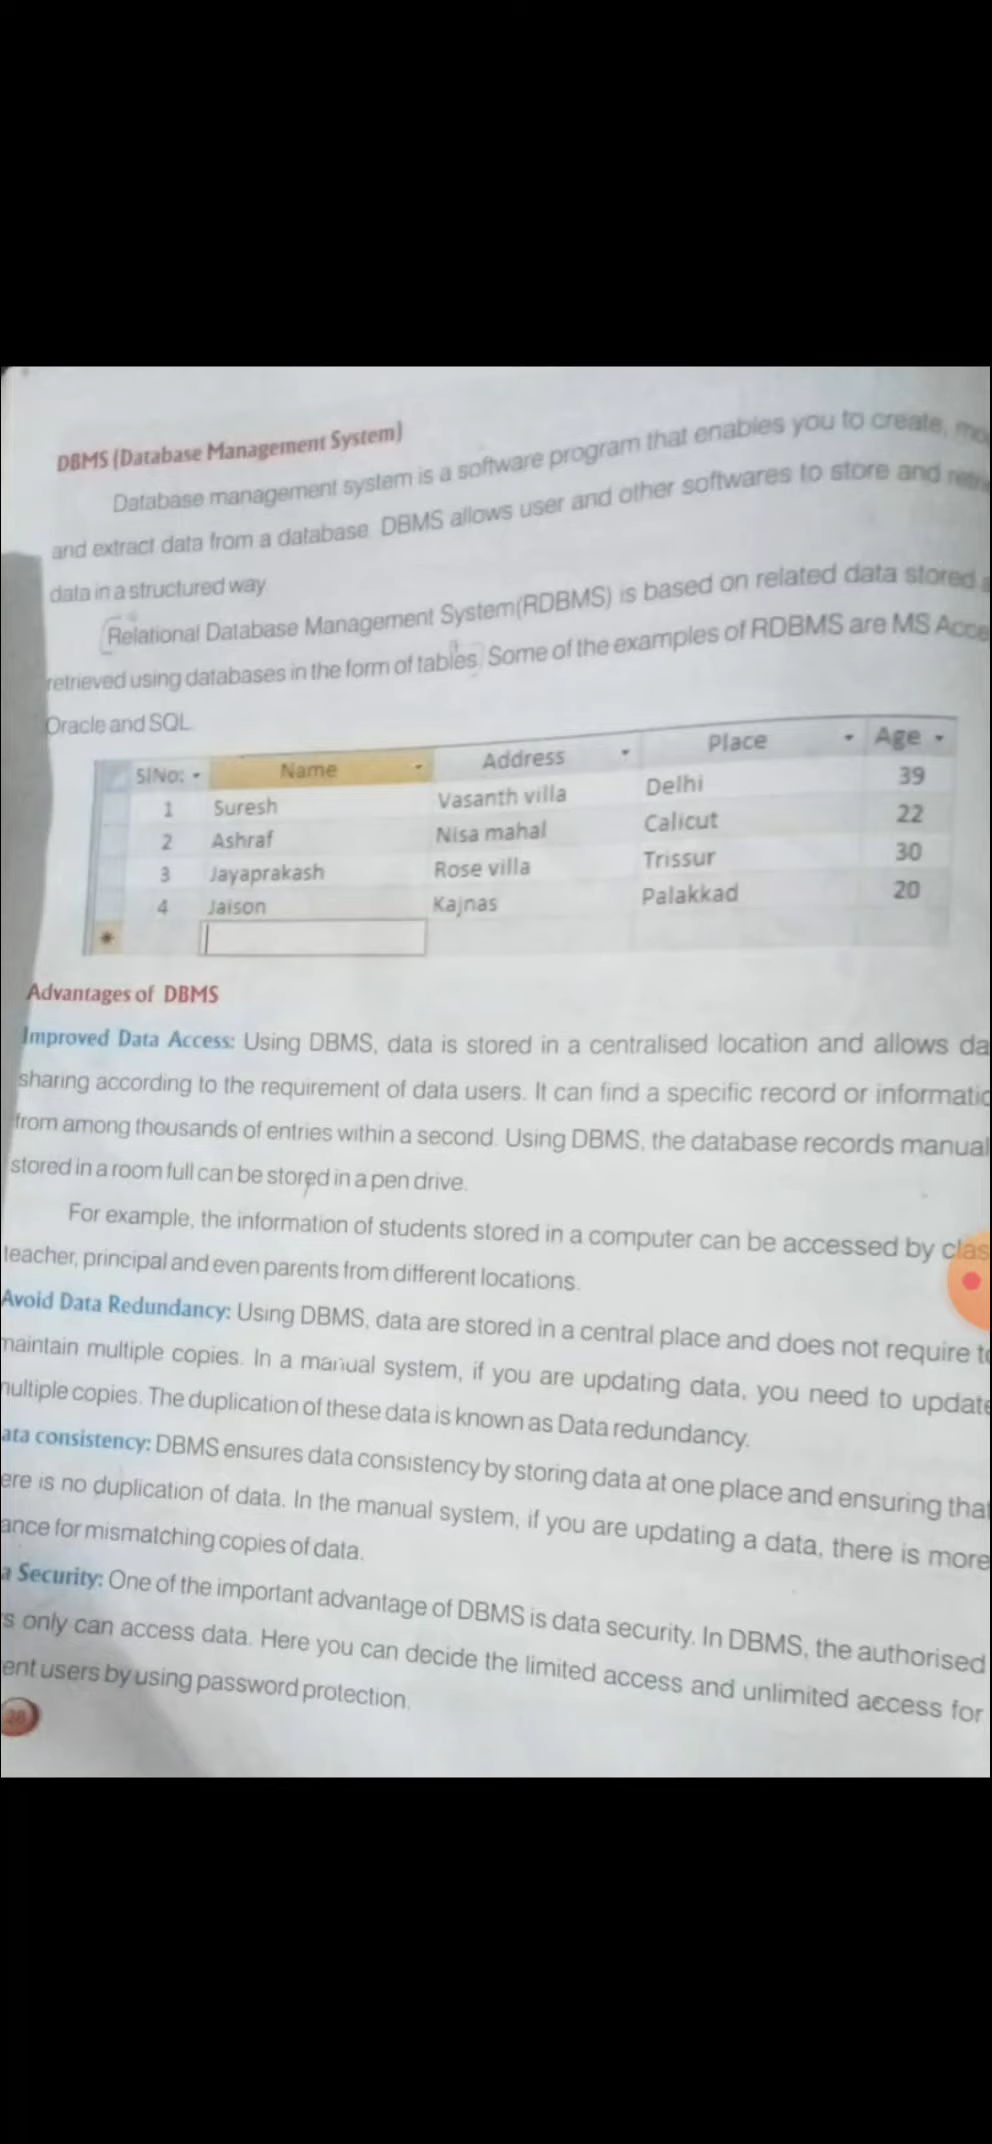 DBMS (Database Management System)
Database management system is a software program that enables you to create,
and extract data from a database. DBMS allows user and other softwares to store and
data in a structured way
Relational Database Management System(RDBMS) is based on related data stored
retrieved using databases in the form of tables. Some of the examples of RDBMS are MS Acce
Oracle and SQL.
SlNo: Name Address Place Age
1 Suresh Vasanth villa Delhi 39
2 Ashraf Nisa mahal Calicut 22
3 Jayaprakash Rose villa Trissur 30
4 Jaison Kajnas Palakkad 20
*
Advantages of DBMS
Improved Data Access: Using DBMS, data is stored in a centralised location and allows da
sharing according to the requirement of data users. It can find a specific record or informatio
from among thousands of entries within a second. Using DBMS, the database records manual
stored in a room full can be stored in a pen drive.
For example, the information of students stored in a computer can be accessed by clas
teacher, principal and even parents from different locations.
Avoid Data Redundancy: Using DBMS, data are stored in a central place and does not require to
maintain multiple copies. In a manual system, if you are updating data, you need to update
multiple copies. The duplication of these data is known as Data redundancy.
ata consistency: DBMS ensures data consistency by storing data at one place and ensuring that
ere is no duplication of data. In the manual system, if you are updating a data, there is more
ance for mismatching copies of data.
a Security: One of the important advantage of DBMS is data security. In DBMS, the authorised
s only can access data. Here you can decide the limited access and unlimited access for
ent users by using password protection.